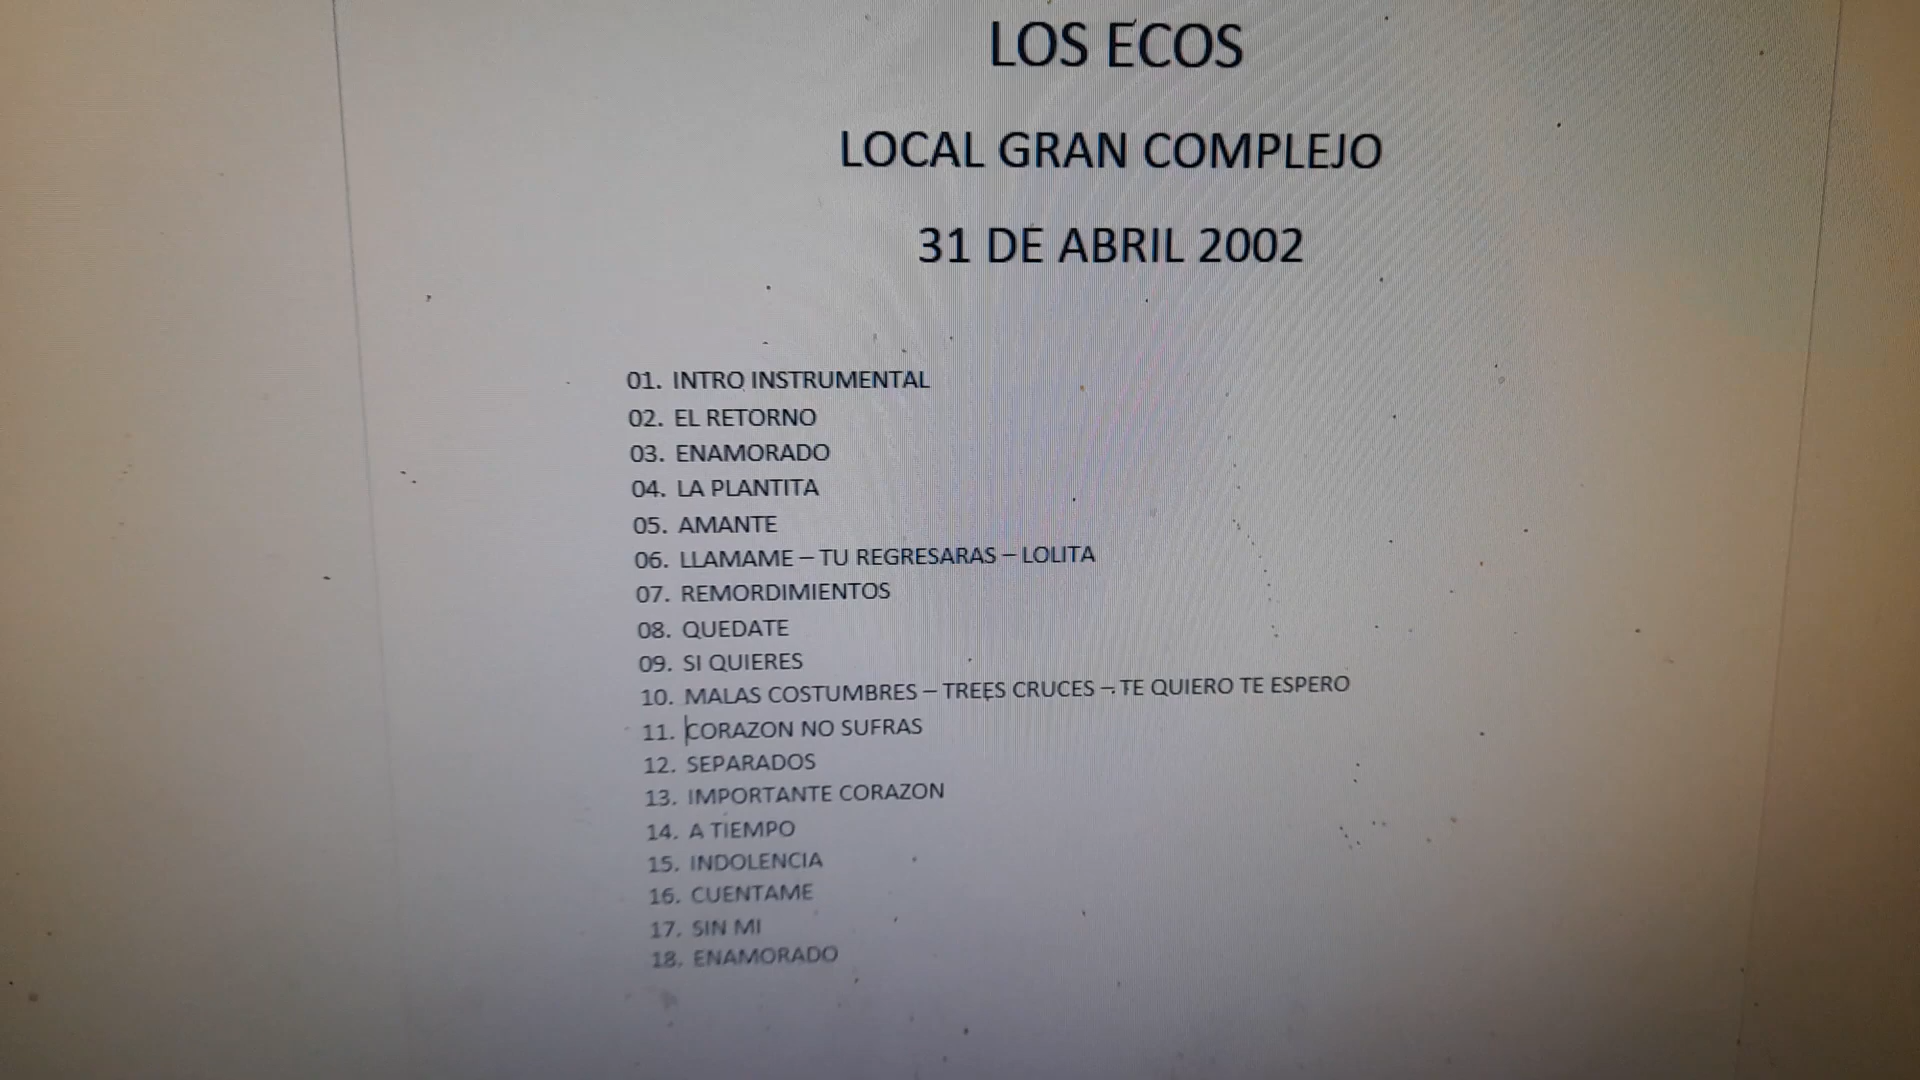 LOS ECOS
LOCAL GRAN COMPLEJO
31 DE ABRIL 2002
01. INTRO INSTRUMENTAL
02. EL RETORNO
03. ENAMORADO
04. LA PLANTITA
05. AMANTE
06. LLAMAME – TU REGRESARAS – LOLITA
07. REMORDIMIENTOS
08. QUEDATE
09. SI QUIERES
10. MALAS COSTUMBRES – TREES CRUCES – TE QUIERO TE ESPERO
11. CORAZON NO SUFRAS
12. SEPARADOS
13. IMPORTANTE CORAZON
14. A TIEMPO
15. INDOLENCIA
16. CUENTAME
17. SIN MI
18. ENAMORADO